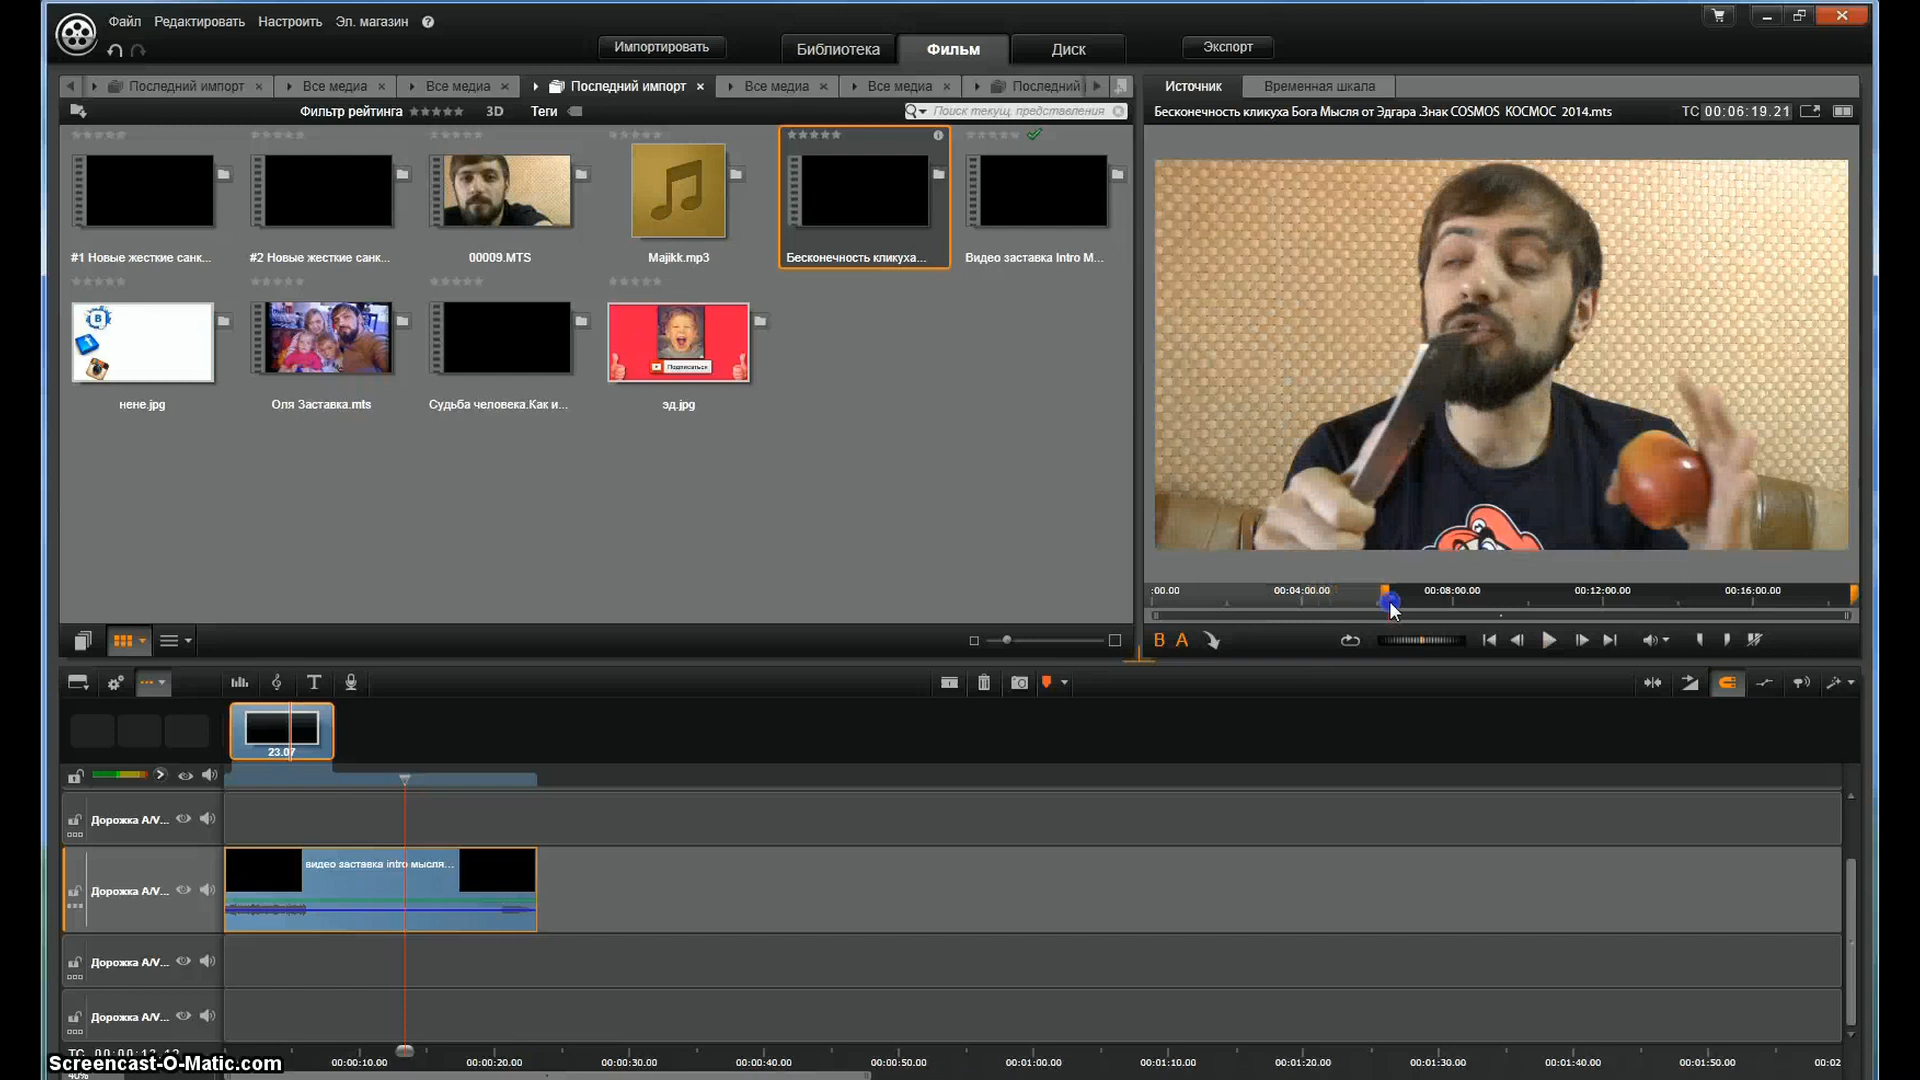 Файл Редактировать Настроить Эл. магазин ?
Импортировать
Библиотека
Фильм
Диск
Экспорт
Последний импорт × Все медиа × Все медиа × Последний импорт × Все медиа × Все медиа × Последний
Источник
Временная шкала
Фильтр рейтинга
3D
Теги
Поиск текущ. представления
Бесконечность кликуха Бога Мысля от Эдгара .Знак COSMOS КОСМОС 2014.mts
TC 00:06:19.21
#1 Новые жесткие санк...
#2 Новые жесткие санк...
00009.MTS
Majikk.mp3
Бесконечность кликуха...
Видео заставка Intro М...
Подписаться
нене.jpg
Оля Заставка.mts
Судьба человека.Как и...
эд.jpg
:00.00 00:04:00.00 00:08:00.00 00:12:00.00 00:16:00.00
B A
23.07
Дорожка A/V...
видео заставка intro мысля...
Дорожка A/V...
Дорожка A/V...
Дорожка A/V...
00:00:10.00 00:00:20.00 00:00:30.00 00:00:40.00 00:00:50.00 00:01:00.00 00:01:10.00 00:01:20.00 00:01:30.00 00:01:40.00 00:01:50.00 00:02
Screencast-O-Matic.com